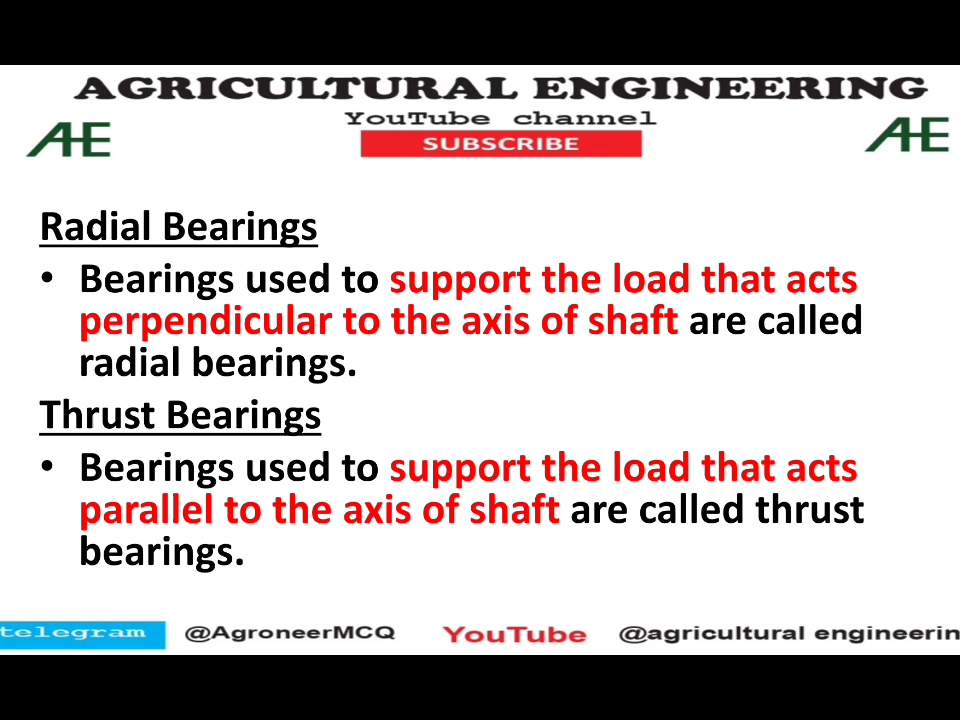 AGRICULTURAL ENGINEERING
YouTube channel
AE SUBSCRIBE AE
Radial Bearings
• Bearings used to support the load that acts
perpendicular to the axis of shaft are called
radial bearings.
Thrust Bearings
• Bearings used to support the load that acts
parallel to the axis of shaft are called thrust
bearings.
telegram @AgroneerMCQ YouTube @agricultural engineerin